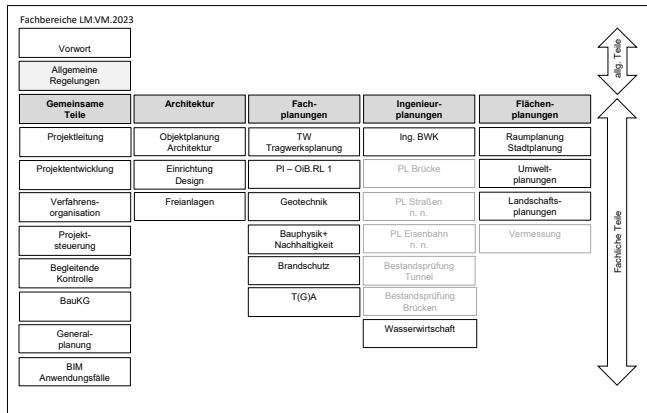 Fachbereiche LM.VM.2023
Vorwort
Allgemeine
Regelungen
allg. Teile
Gemeinsame
Teile
Projektleitung
Projektentwicklung
Verfahrens-
organisation
Projekt-
steuerung
Begleitende
Kontrolle
BauKG
General-
planung
BIM
Anwendungsfälle
Architektur
Objektplanung
Architektur
Einrichtung
Design
Freianlagen
Fach-
planungen
TW
Tragwerksplanung
PI – OiB.RL 1
Geotechnik
Bauphysik+
Nachhaltigkeit
Brandschutz
T(G)A
Ingenieur-
planungen
Ing. BWK
PL Brücke
PL Straßen
n. n.
PL Eisenbahn
n. n.
Bestandsprüfung
Tunnel
Bestandsprüfung
Brücken
Wasserwirtschaft
Flächen-
planungen
Raumplanung
Stadtplanung
Umwelt-
planungen
Landschafts-
planungen
Vermessung
Fachliche Teile